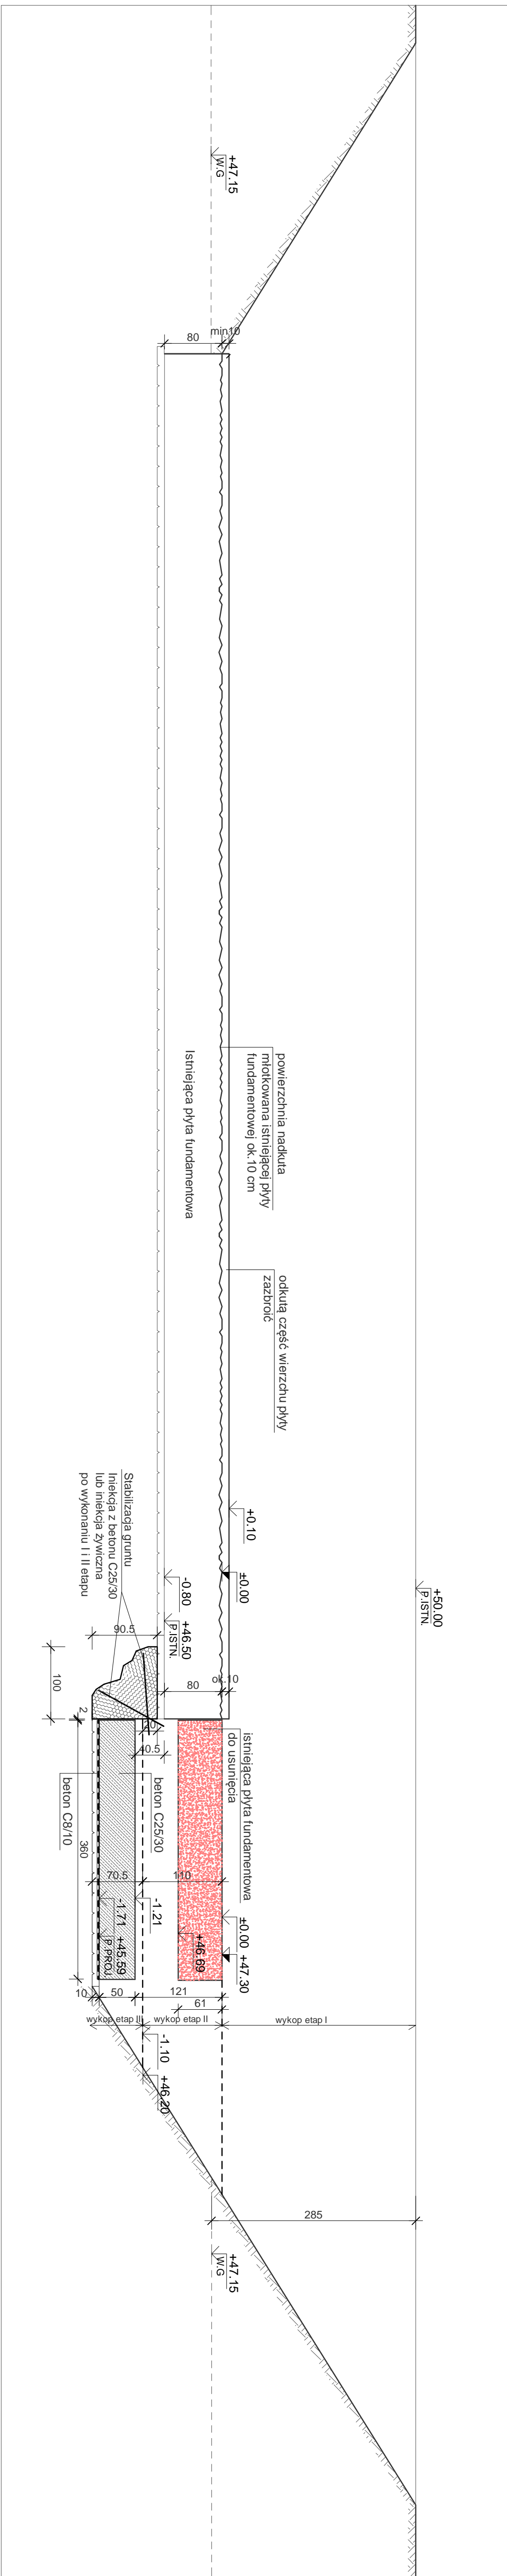 +47.15
W.G
80
min10
powierzchnia nadkuta
młotkowana istniejącej płyty
fundamentowej ok.10 cm
Istniejąca płyta fundamentowa
odkutą część wierzchu płyty
zazbroić
Stabilizacja gruntu
Iniekcja z betonu C25/30
lub iniekcja żywiczna
po wykonaniu I i II etapu
+0.10
±0.00
-0.80
+46.50
P.ISTN.
+50.00
P.ISTN.
90.5
100
80
ok.10
2
20
40.5
istniejąca płyta fundamentowa
do usunięcia
beton C25/30
beton C8/10
360
70.5
110
-1.21
-1.71
+45.59
P.PROJ.
±0.00
+47.30
+46.69
10
50
121
61
wykop etap II
wykop etap II
wykop etap I
-1.10
+46.20
285
+47.15
W.G